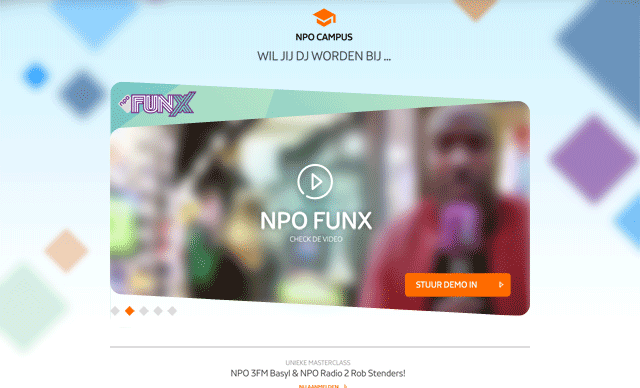 NPO CAMPUS
WIL JIJ DJ WORDEN BIJ ...
npo FUNX
NPO FUNX
CHECK DE VIDEO
STUUR DEMO IN
UNIEKE MASTERCLASS
NPO 3FM Basyl & NPO Radio 2 Rob Stenders!